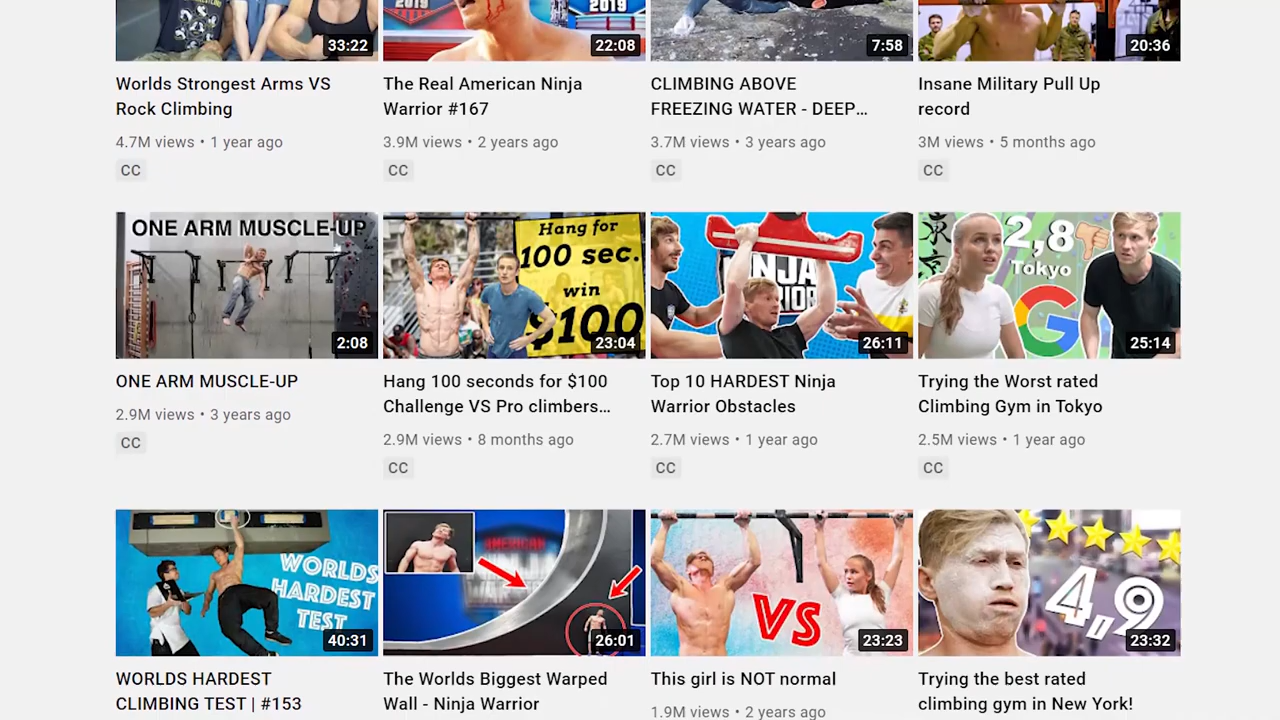 2019
2019
33:22
22:08
7:58
20:36
Worlds Strongest Arms VS
Rock Climbing
4.7M views • 1 year ago
CC
The Real American Ninja
Warrior #167
3.9M views • 2 years ago
CC
CLIMBING ABOVE
FREEZING WATER - DEEP...
3.7M views • 3 years ago
CC
Insane Military Pull Up
record
3M views • 5 months ago
CC
ONE ARM MUSCLE-UP
2:08
Hang for
100 sec.
win
$100
23:04
NINJA
26:11
東京
2,8
Tokyo
G
25:14
ONE ARM MUSCLE-UP
2.9M views • 3 years ago
CC
Hang 100 seconds for $100
Challenge VS Pro climbers...
2.9M views • 8 months ago
CC
Top 10 HARDEST Ninja
Warrior Obstacles
2.7M views • 1 year ago
CC
Trying the Worst rated
Climbing Gym in Tokyo
2.5M views • 1 year ago
CC
WORLDS
HARDEST
TEST
40:31
AMERICAN
26:01
VS
23:23
4,9
23:32
WORLDS HARDEST
CLIMBING TEST | #153
The Worlds Biggest Warped
Wall - Ninja Warrior
This girl is NOT normal
1.9M views • 2 years ago
Trying the best rated
climbing gym in New York!